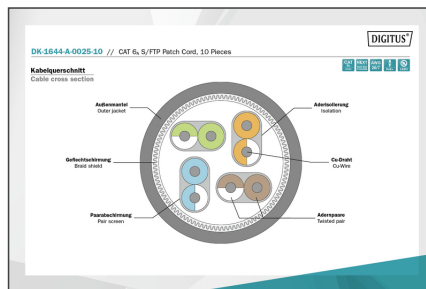 DIGITUS®
DK-1644-A-0025-10 // CAT 6A S/FTP Patch Cord, 10 Pieces
Kabelquerschnitt
Cable cross section
Außenmantel
Outer jacket
Aderisolierung
Isolation
Geflechtschirmung
Braid shield
Cu-Draht
Cu-Wire
Paarabschirmung
Pair screen
Adernpaare
Twisted pair